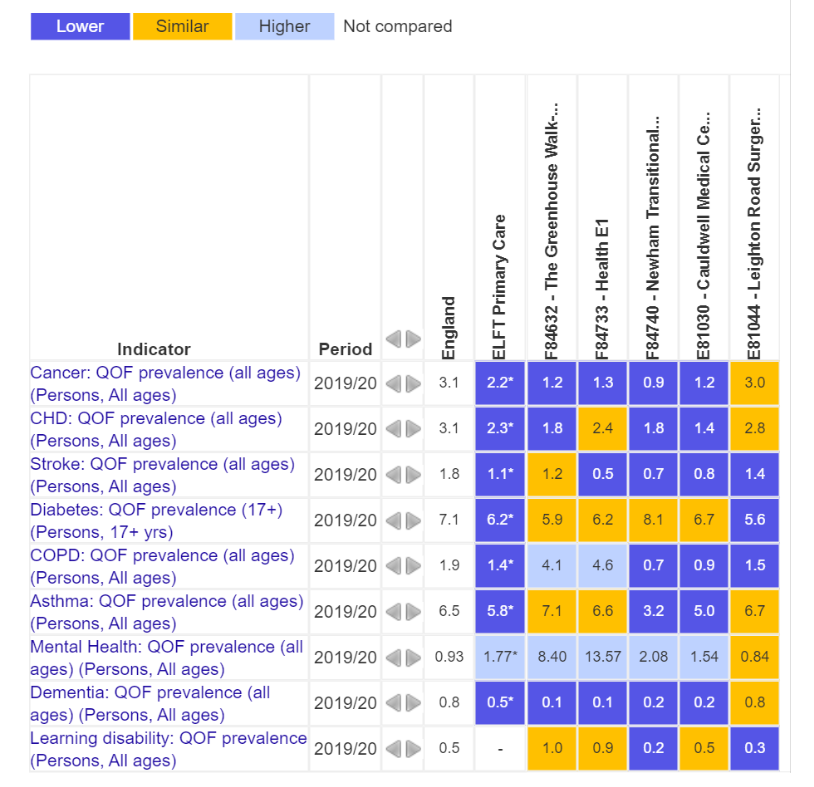 Lower Similar Higher Not compared
Indicator Period England ELFT Primary Care F84632 - The Greenhouse Walk-... F84733 - Health E1 F84740 - Newham Transitional... E81030 - Cauldwell Medical Ce... E81044 - Leighton Road Surger...
Cancer: QOF prevalence (all ages)
(Persons, All ages) 2019/20 3.1 2.2* 1.2 1.3 0.9 1.2 3.0
CHD: QOF prevalence (all ages)
(Persons, All ages) 2019/20 3.1 2.3* 1.8 2.4 1.8 1.4 2.8
Stroke: QOF prevalence (all ages)
(Persons, All ages) 2019/20 1.8 1.1* 1.2 0.5 0.7 0.8 1.4
Diabetes: QOF prevalence (17+)
(Persons, 17+ yrs) 2019/20 7.1 6.2* 5.9 6.2 8.1 6.7 5.6
COPD: QOF prevalence (all ages)
(Persons, All ages) 2019/20 1.9 1.4* 4.1 4.6 0.7 0.9 1.5
Asthma: QOF prevalence (all ages)
(Persons, All ages) 2019/20 6.5 5.8* 7.1 6.6 3.2 5.0 6.7
Mental Health: QOF prevalence (all
ages) (Persons, All ages) 2019/20 0.93 1.77* 8.40 13.57 2.08 1.54 0.84
Dementia: QOF prevalence (all
ages) (Persons, All ages) 2019/20 0.8 0.5* 0.1 0.1 0.2 0.2 0.8
Learning disability: QOF prevalence
(Persons, All ages) 2019/20 0.5 - 1.0 0.9 0.2 0.5 0.3